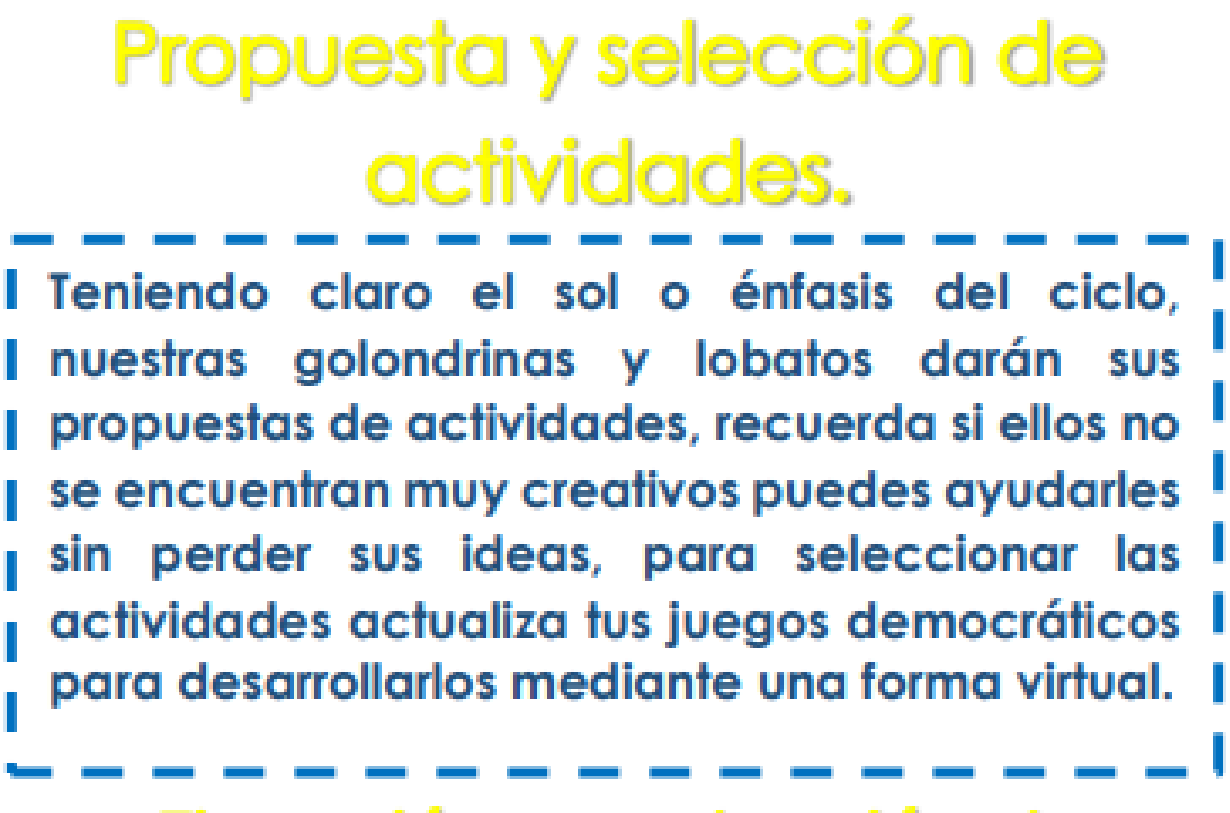 Propuesta y selección de
actividades.
Teniendo claro el sol o énfasis del ciclo,
nuestras golondrinas y lobatos darán sus
propuestas de actividades, recuerda si ellos no
se encuentran muy creativos puedes ayudarles
sin perder sus ideas, para seleccionar las
actividades actualiza tus juegos democráticos
para desarrollarlos mediante una forma virtual.